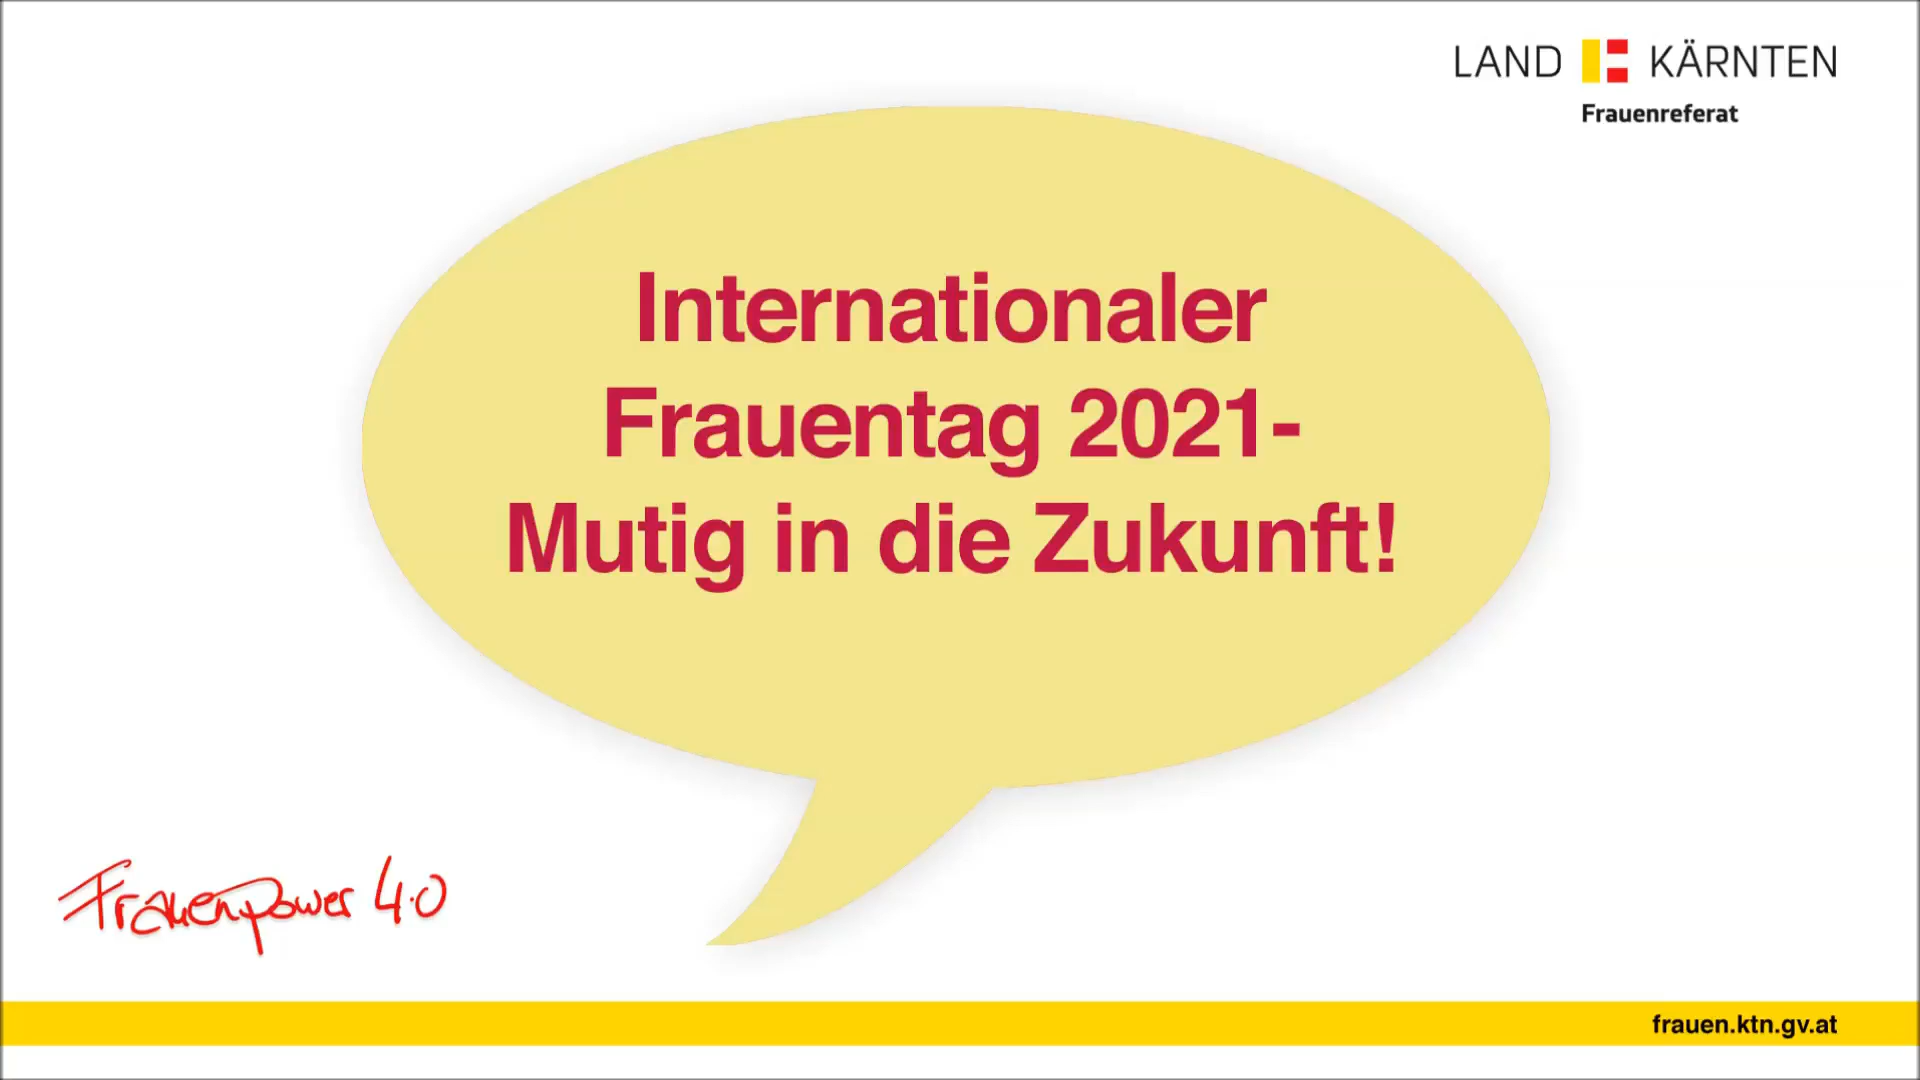 LAND KÄRNTEN
Frauenreferat
Internationaler
Frauentag 2021-
Mutig in die Zukunft!
Frauenpower 4.0
frauen.ktn.gv.at